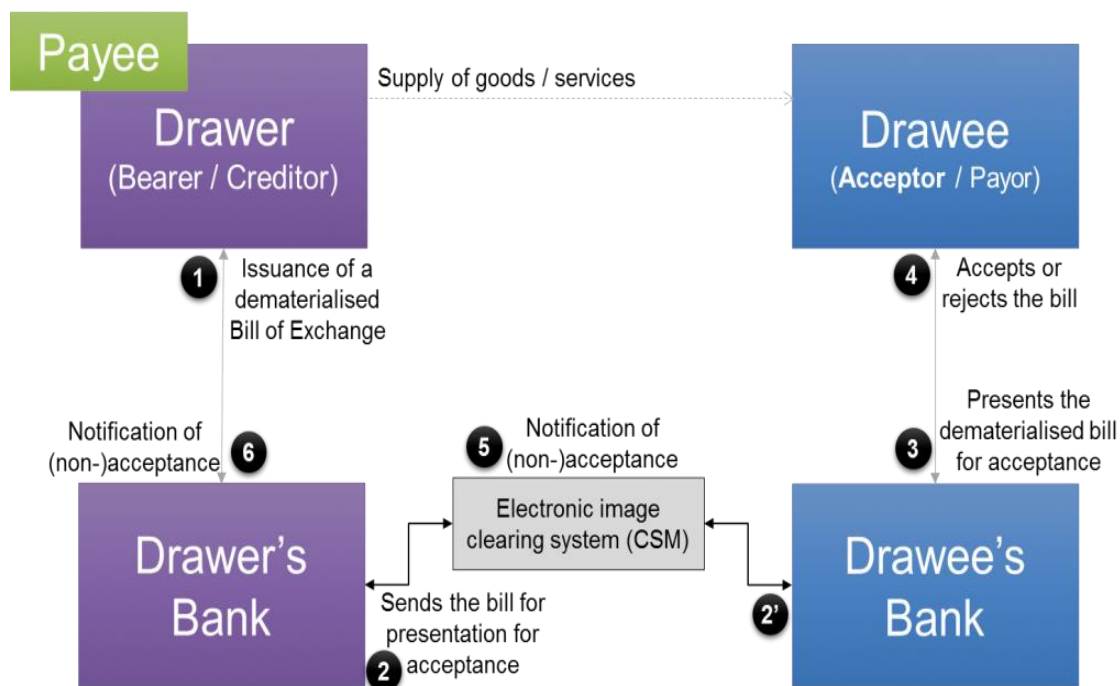 Payee
Drawer
(Bearer / Creditor)
Supply of goods / services
Drawee
(Acceptor / Payor)
1
Issuance of a
dematerialised
Bill of Exchange
4
Accepts or
rejects the bill
Notification of
(non-)acceptance
6
5
Notification of
(non-)acceptance
3
Presents the
dematerialised bill
for acceptance
Electronic image
clearing system (CSM)
Drawer's
Bank
Sends the bill for
presentation for
acceptance
2
2'
Drawee's
Bank